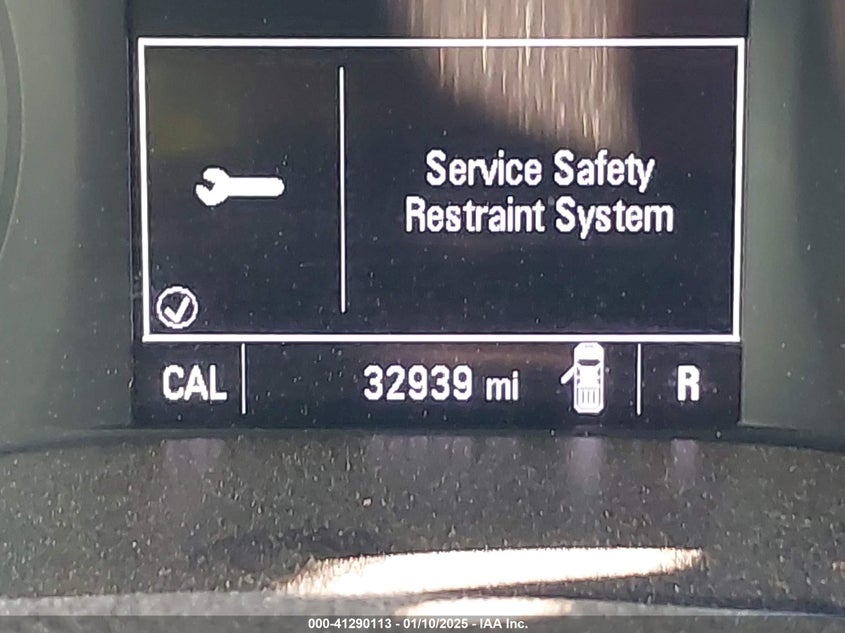 Service Safety
Restraint System
CAL
32939 mi
R
000-41290113 - 01/10/2025 - IAA Inc.